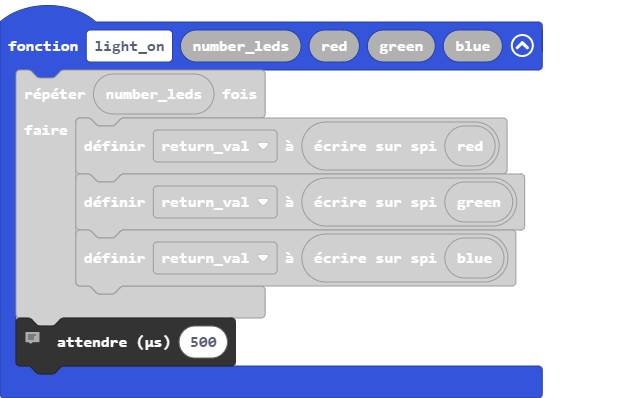 fonction light_on number_leds red green blue
répéter number_leds fois
faire
définir return_val à écrire sur spi red
définir return_val à écrire sur spi green
définir return_val à écrire sur spi blue
attendre (µs) 500